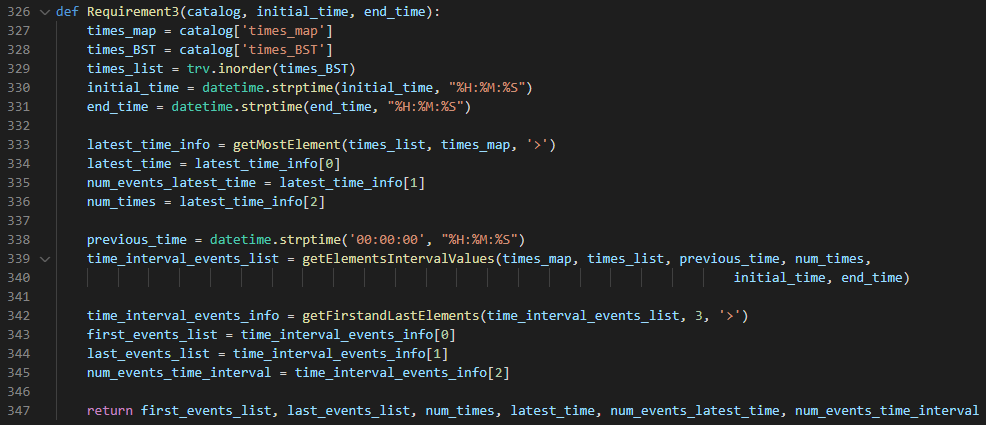 326 def Requirement3(catalog, initial_time, end_time):
327 times_map = catalog['times_map']
328 times_BST = catalog['times_BST']
329 times_list = trv.inorder(times_BST)
330 initial_time = datetime.strptime(initial_time, "%H:%M:%S")
331 end_time = datetime.strptime(end_time, "%H:%M:%S")
332
333 latest_time_info = getMostElement(times_list, times_map, '>')
334 latest_time = latest_time_info[0]
335 num_events_latest_time = latest_time_info[1]
336 num_times = latest_time_info[2]
337
338 previous_time = datetime.strptime('00:00:00', "%H:%M:%S")
339 time_interval_events_list = getElementsIntervalValues(times_map, times_list, previous_time, num_times,
340 initial_time, end_time)
341
342 time_interval_events_info = getFirstandLastElements(time_interval_events_list, 3, '>')
343 first_events_list = time_interval_events_info[0]
344 last_events_list = time_interval_events_info[1]
345 num_events_time_interval = time_interval_events_info[2]
346
347 return first_events_list, last_events_list, num_times, latest_time, num_events_latest_time, num_events_time_interval